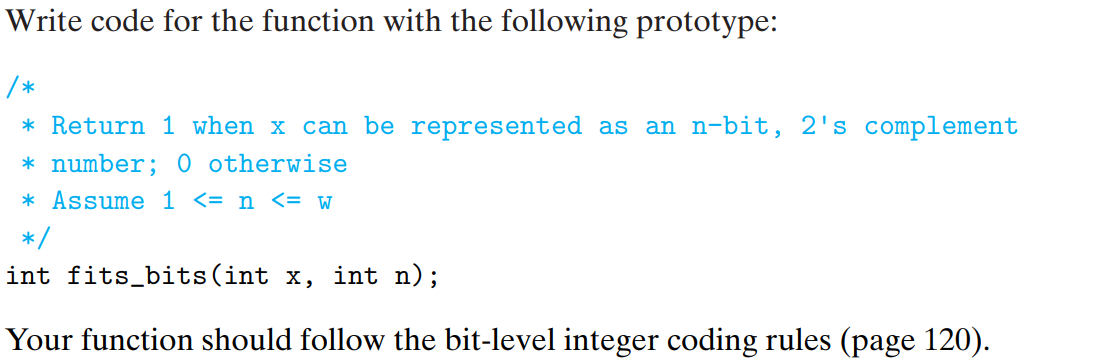 Write code for the function with the following prototype:
/*
* Return 1 when x can be represented as an n-bit, 2's complement
* number; 0 otherwise
* Assume 1 <= n <= w
*/
int fits_bits(int x, int n);
Your function should follow the bit-level integer coding rules (page 120).